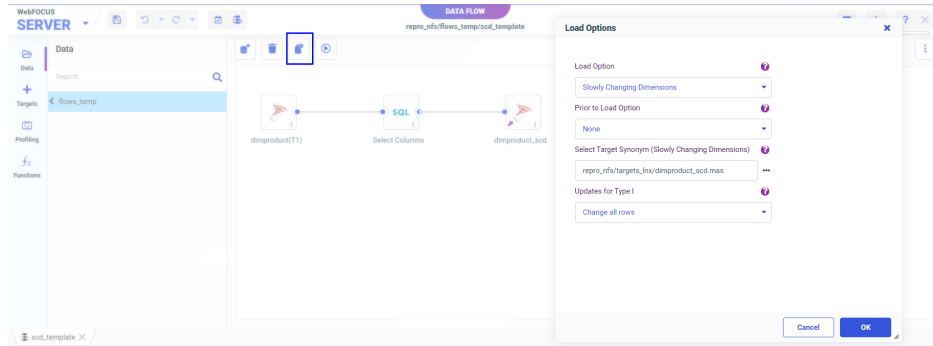 WebFOCUS
SERVER
DATA FLOW
repro_nfs/flows_temp/scd_template
?
Data
Targets
Profiling
Functions
Data
Search
flows_temp
dimproduct(T1)
SQL
Select Columns
dimproduct_scd
Load Options
Load Option
?
Slowly Changing Dimensions
Prior to Load Option
?
None
Select Target Synonym (Slowly Changing Dimensions)
?
repro_nfs/targets_lnx/dimproduct_scd.mas
Updates for Type I
?
Change all rows
Cancel
OK
scd_template